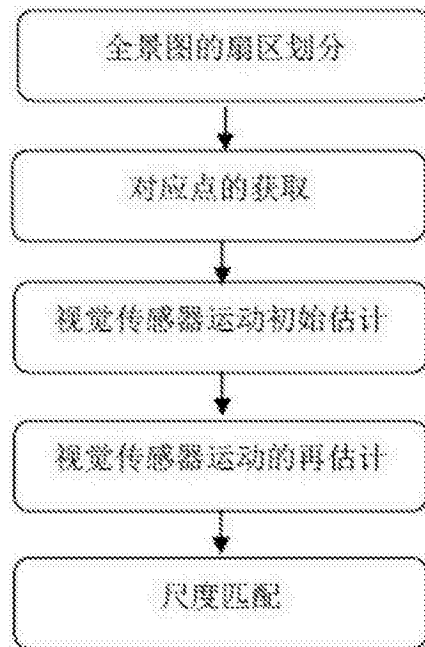 全景图的扇区划分
对应点的获取
视觉传感器运动初始估计
视觉传感器运动的再估计
尺度匹配